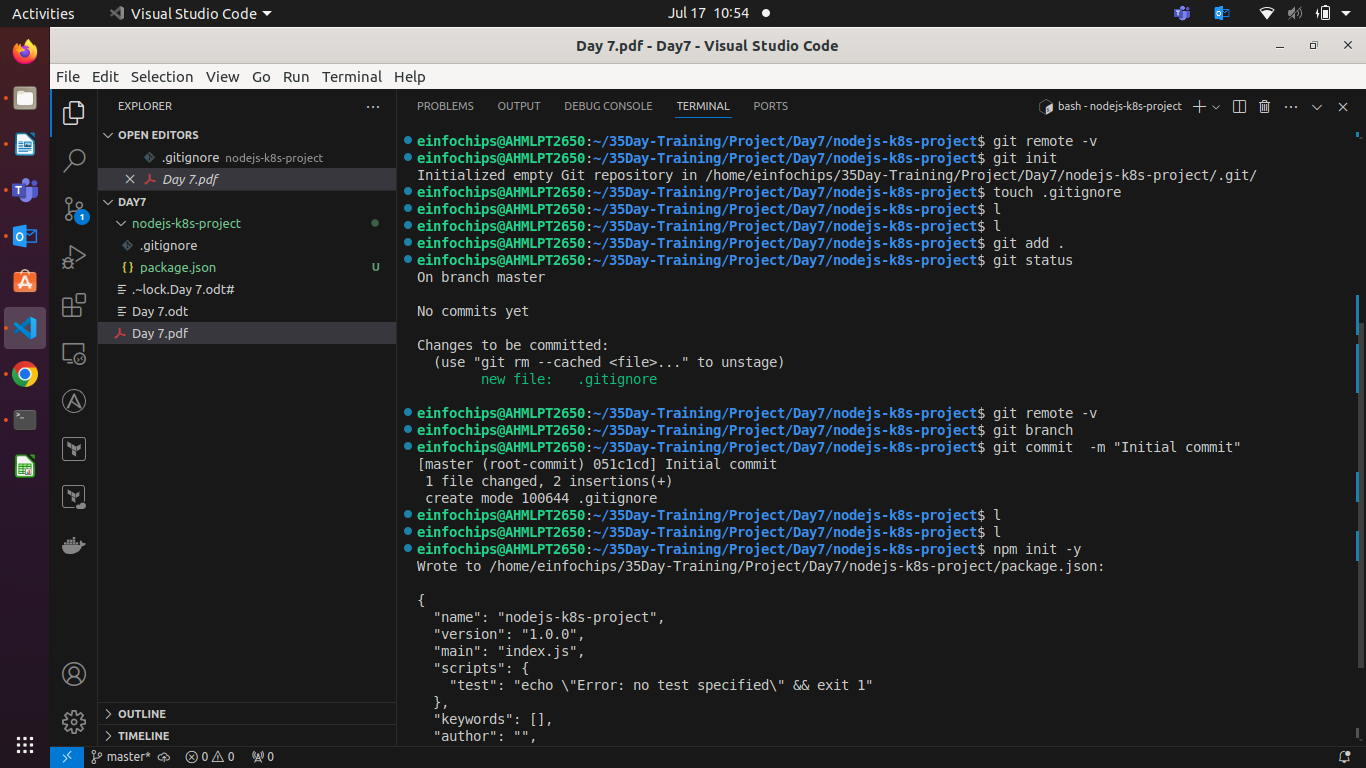 Activities Visual Studio Code Jul 17 10:54
Day 7.pdf - Day7 - Visual Studio Code
File Edit Selection View Go Run Terminal Help
EXPLORER
OPEN EDITORS
.gitignore nodejs-k8s-project
Day 7.pdf
DAY7
nodejs-k8s-project
.gitignore
{} package.json U
.~lock.Day 7.odt#
Day 7.odt
Day 7.pdf
OUTLINE
TIMELINE
1
PROBLEMS OUTPUT DEBUG CONSOLE TERMINAL PORTS bash - nodejs-k8s-project
einfochips@AHMLPT2650:~/35Day-Training/Project/Day7/nodejs-k8s-project$ git remote -v
einfochips@AHMLPT2650:~/35Day-Training/Project/Day7/nodejs-k8s-project$ git init
Initialized empty Git repository in /home/einfochips/35Day-Training/Project/Day7/nodejs-k8s-project/.git/
einfochips@AHMLPT2650:~/35Day-Training/Project/Day7/nodejs-k8s-project$ touch .gitignore
einfochips@AHMLPT2650:~/35Day-Training/Project/Day7/nodejs-k8s-project$ l
einfochips@AHMLPT2650:~/35Day-Training/Project/Day7/nodejs-k8s-project$ l
einfochips@AHMLPT2650:~/35Day-Training/Project/Day7/nodejs-k8s-project$ git add .
einfochips@AHMLPT2650:~/35Day-Training/Project/Day7/nodejs-k8s-project$ git status
On branch master
No commits yet
Changes to be committed:
(use "git rm --cached <file>..." to unstage)
new file: .gitignore
einfochips@AHMLPT2650:~/35Day-Training/Project/Day7/nodejs-k8s-project$ git remote -v
einfochips@AHMLPT2650:~/35Day-Training/Project/Day7/nodejs-k8s-project$ git branch
einfochips@AHMLPT2650:~/35Day-Training/Project/Day7/nodejs-k8s-project$ git commit  -m "Initial commit"
[master (root-commit) 051c1cd] Initial commit
1 file changed, 2 insertions(+)
create mode 100644 .gitignore
einfochips@AHMLPT2650:~/35Day-Training/Project/Day7/nodejs-k8s-project$ l
einfochips@AHMLPT2650:~/35Day-Training/Project/Day7/nodejs-k8s-project$ l
einfochips@AHMLPT2650:~/35Day-Training/Project/Day7/nodejs-k8s-project$ npm init -y
Wrote to /home/einfochips/35Day-Training/Project/Day7/nodejs-k8s-project/package.json:
{
"name": "nodejs-k8s-project",
"version": "1.0.0",
"main": "index.js",
"scripts": {
"test": "echo \"Error: no test specified\" && exit 1"
},
"keywords": [],
"author": "",
master* 0 0 0